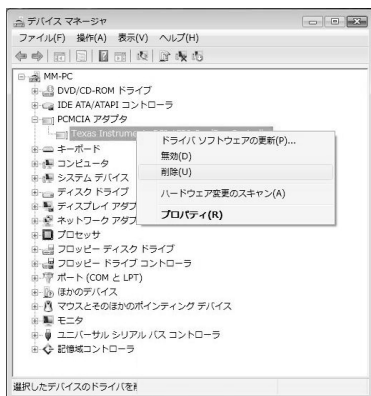 デバイス マネージャ
ファイル(F) 操作(A) 表示(V) ヘルプ(H)
MM-PC
DVD/CD-ROM ドライブ
IDE ATA/ATAPI コントローラ
PCMCIA アダプタ
Texas Instrum
キーボード
コンピュータ
システム デバイス
ディスク ドライブ
ディスプレイ アダプ
ネットワーク アダプ
プロセッサ
フロッピー ディスク ドライブ
フロッピー ドライブ コントローラ
ポート (COM と LPT)
ほかのデバイス
マウスとそのほかのポインティング デバイス
モニタ
ユニバーサル シリアル バス コントローラ
記憶域コントローラ
ドライバ ソフトウェアの更新(P)...
無効(D)
削除(U)
ハードウェア変更のスキャン(A)
プロパティ(R)
選択したデバイスのドライバを